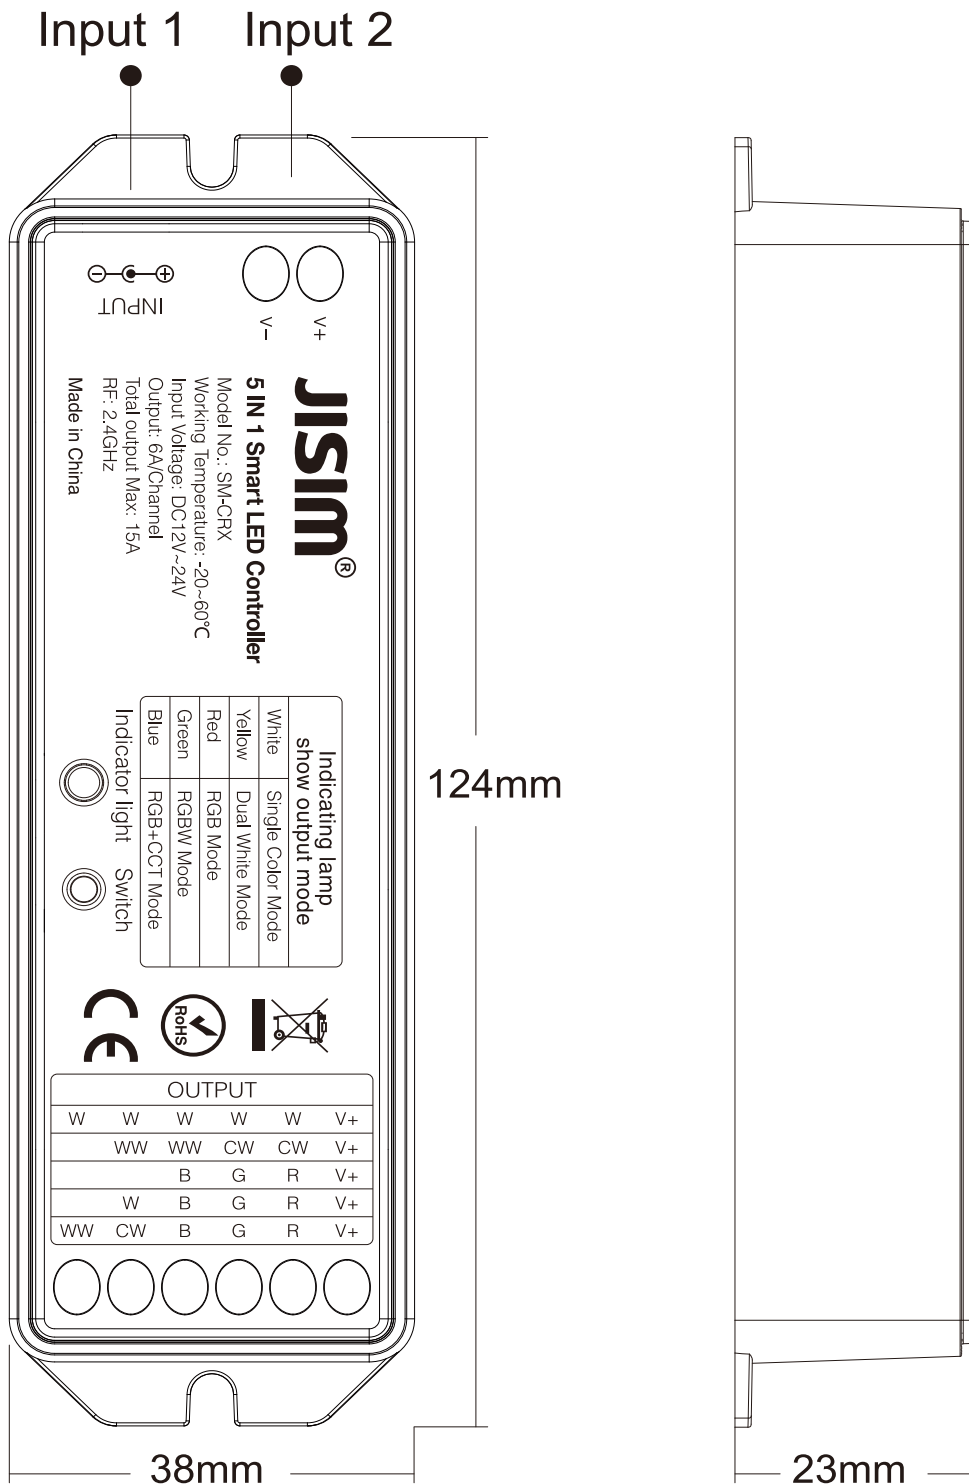 Input 1 Input 2
INPUT
V- V+
JISIM®
5 IN 1 Smart LED Controller
Model No.: SM-CRX
Working Temperature: -20~60℃
Input Voltage: DC12V~24V
Output: 6A/Channel
Total output Max: 15A
RF: 2.4GHz
Made in China
Indicating lamp
show output mode
White Single Color Mode
Yellow Dual White Mode
Red RGB Mode
Green RGBW Mode
Blue RGB+CCT Mode
Indicator light Switch
124mm
RoHS
CE
OUTPUT
W W W W W V+
WW WW CW CW V+
B G R V+
W B G R V+
WW CW B G R V+
38mm 23mm